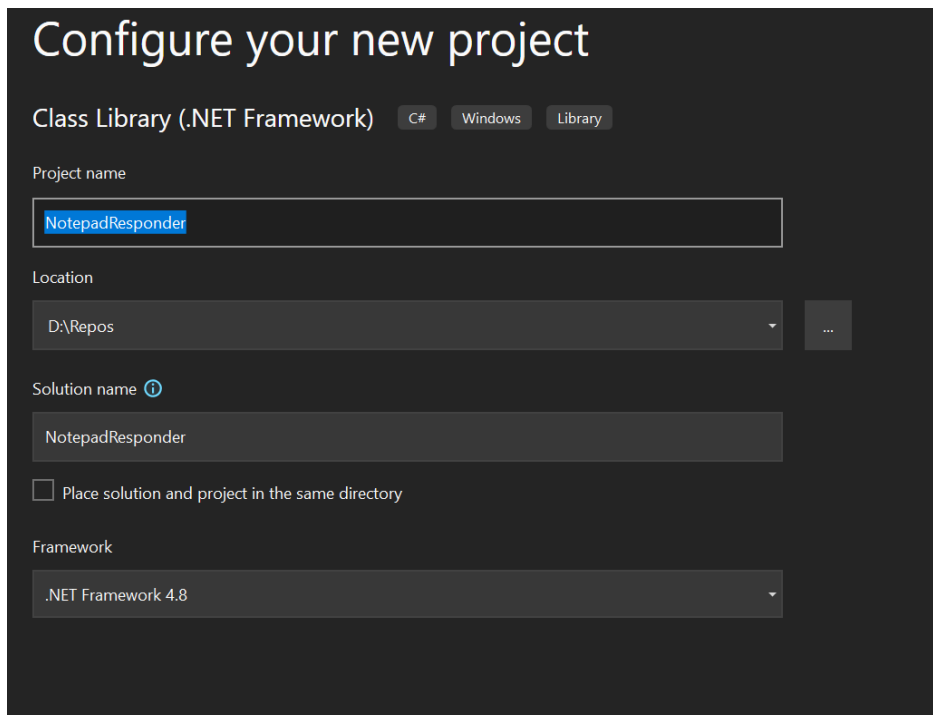 Configure your new project
Class Library (.NET Framework) C# Windows Library
Project name
NotepadResponder
Location
D:\Repos
...
Solution name
NotepadResponder
Place solution and project in the same directory
Framework
.NET Framework 4.8